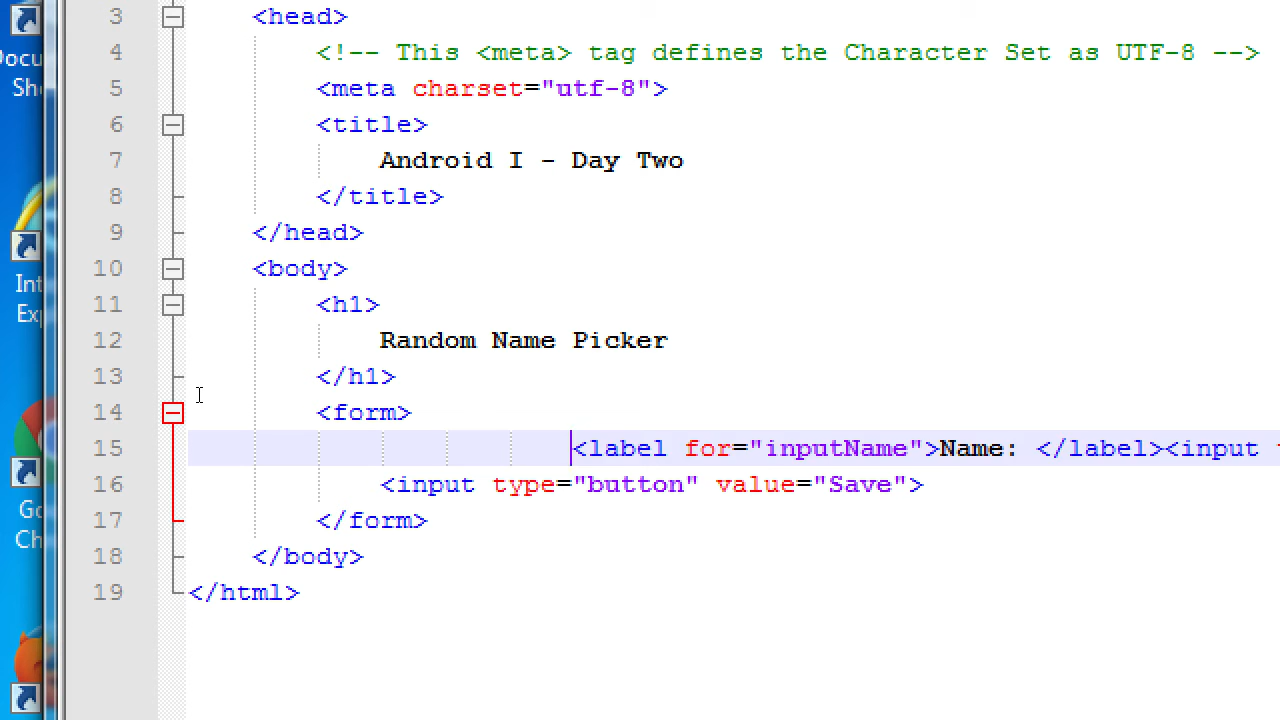 3 <head>
4 <!-- This <meta> tag defines the Character Set as UTF-8 -->
5 <meta charset="utf-8">
6 <title>
7 Android I - Day Two
8 </title>
9 </head>
10 <body>
11 <h1>
12 Random Name Picker
13 </h1>
14 <form>
15 <label for="inputName">Name: </label><input
16 <input type="button" value="Save">
17 </form>
18 </body>
19 </html>